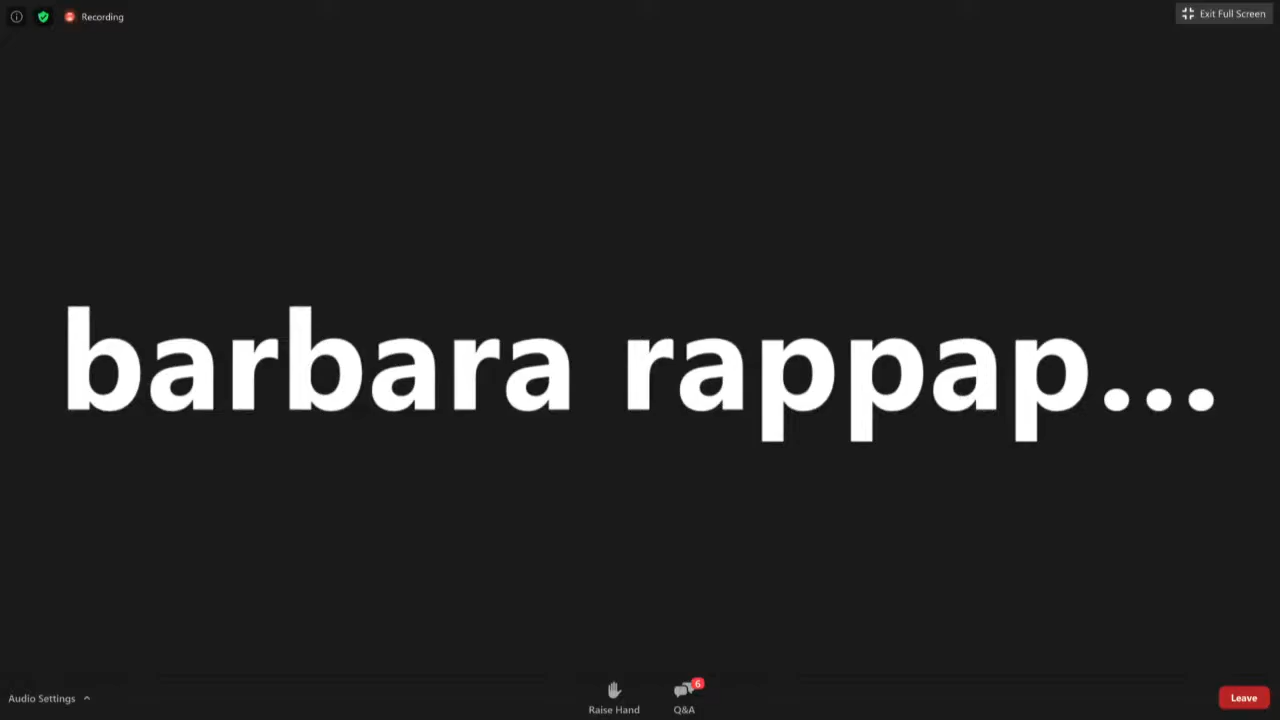 Recording
Exit Full Screen
barbara rappap...
Audio Settings
Raise Hand
6
Q&A
Leave